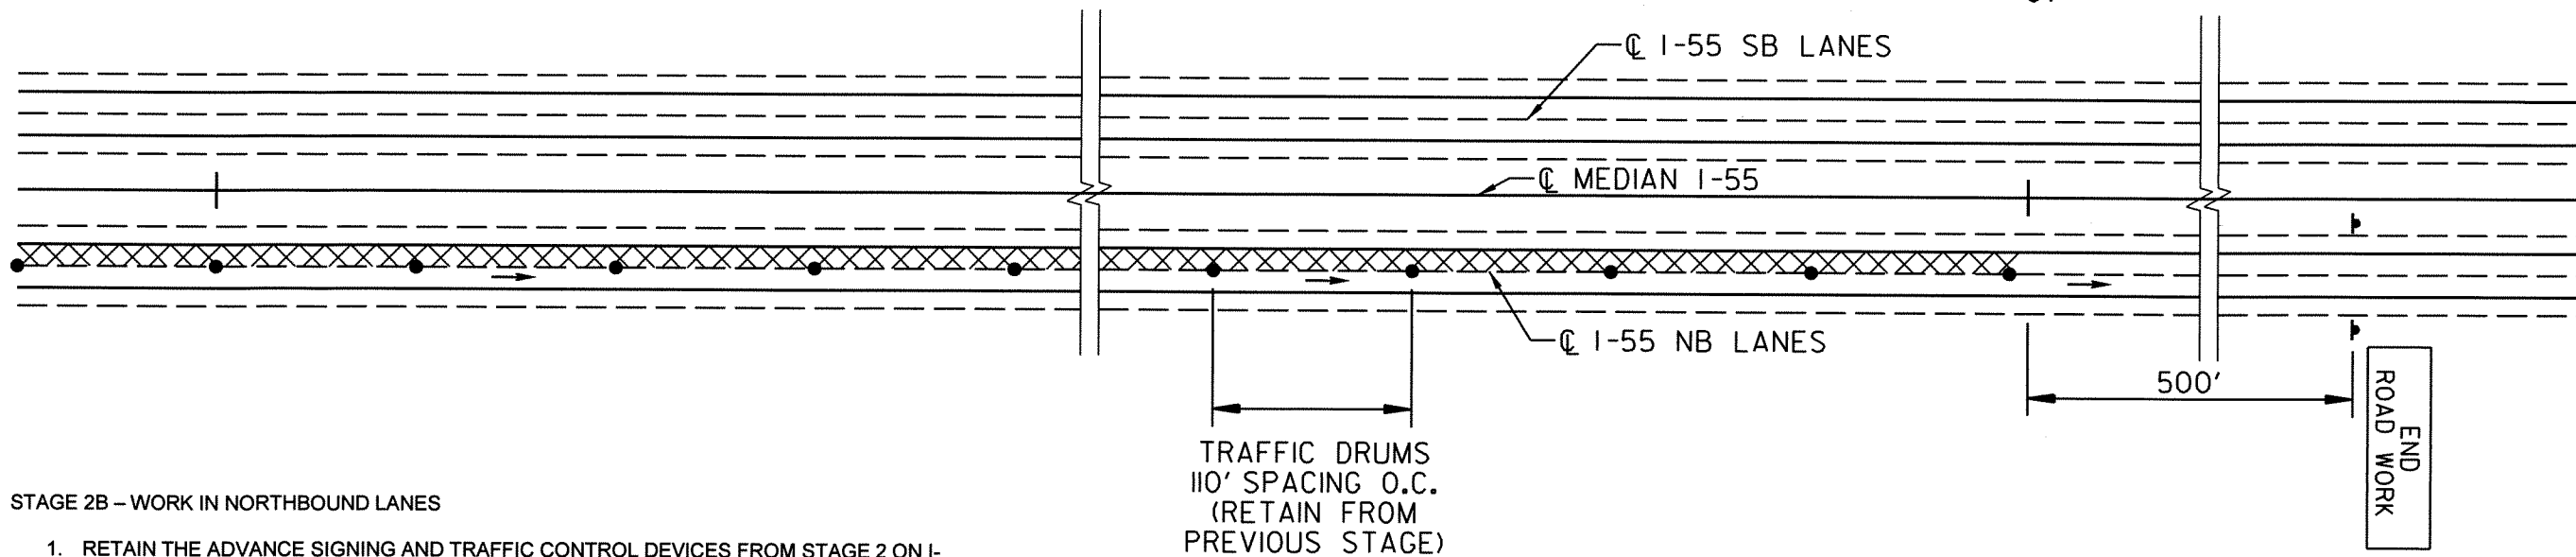 ℄ I-55 SB LANES
℄ MEDIAN I-55
℄ I-55 NB LANES
500'
END
ROAD WORK
TRAFFIC DRUMS
110' SPACING O.C.
(RETAIN FROM
PREVIOUS STAGE)
STAGE 2B – WORK IN NORTHBOUND LANES
1. RETAIN THE ADVANCE SIGNING AND TRAFFIC CONTROL DEVICES FROM STAGE 2 ON I-